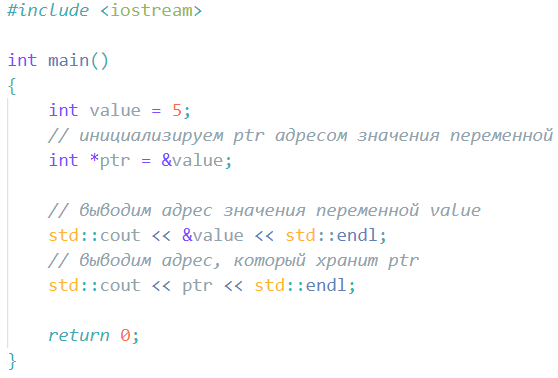 #include <iostream>
int main()
{
int value = 5;
// инициализируем ptr адресом значения переменной
int *ptr = &value;
// выводим адрес значения переменной value
std::cout << &value << std::endl;
// выводим адрес, который хранит ptr
std::cout << ptr << std::endl;
return 0;
}